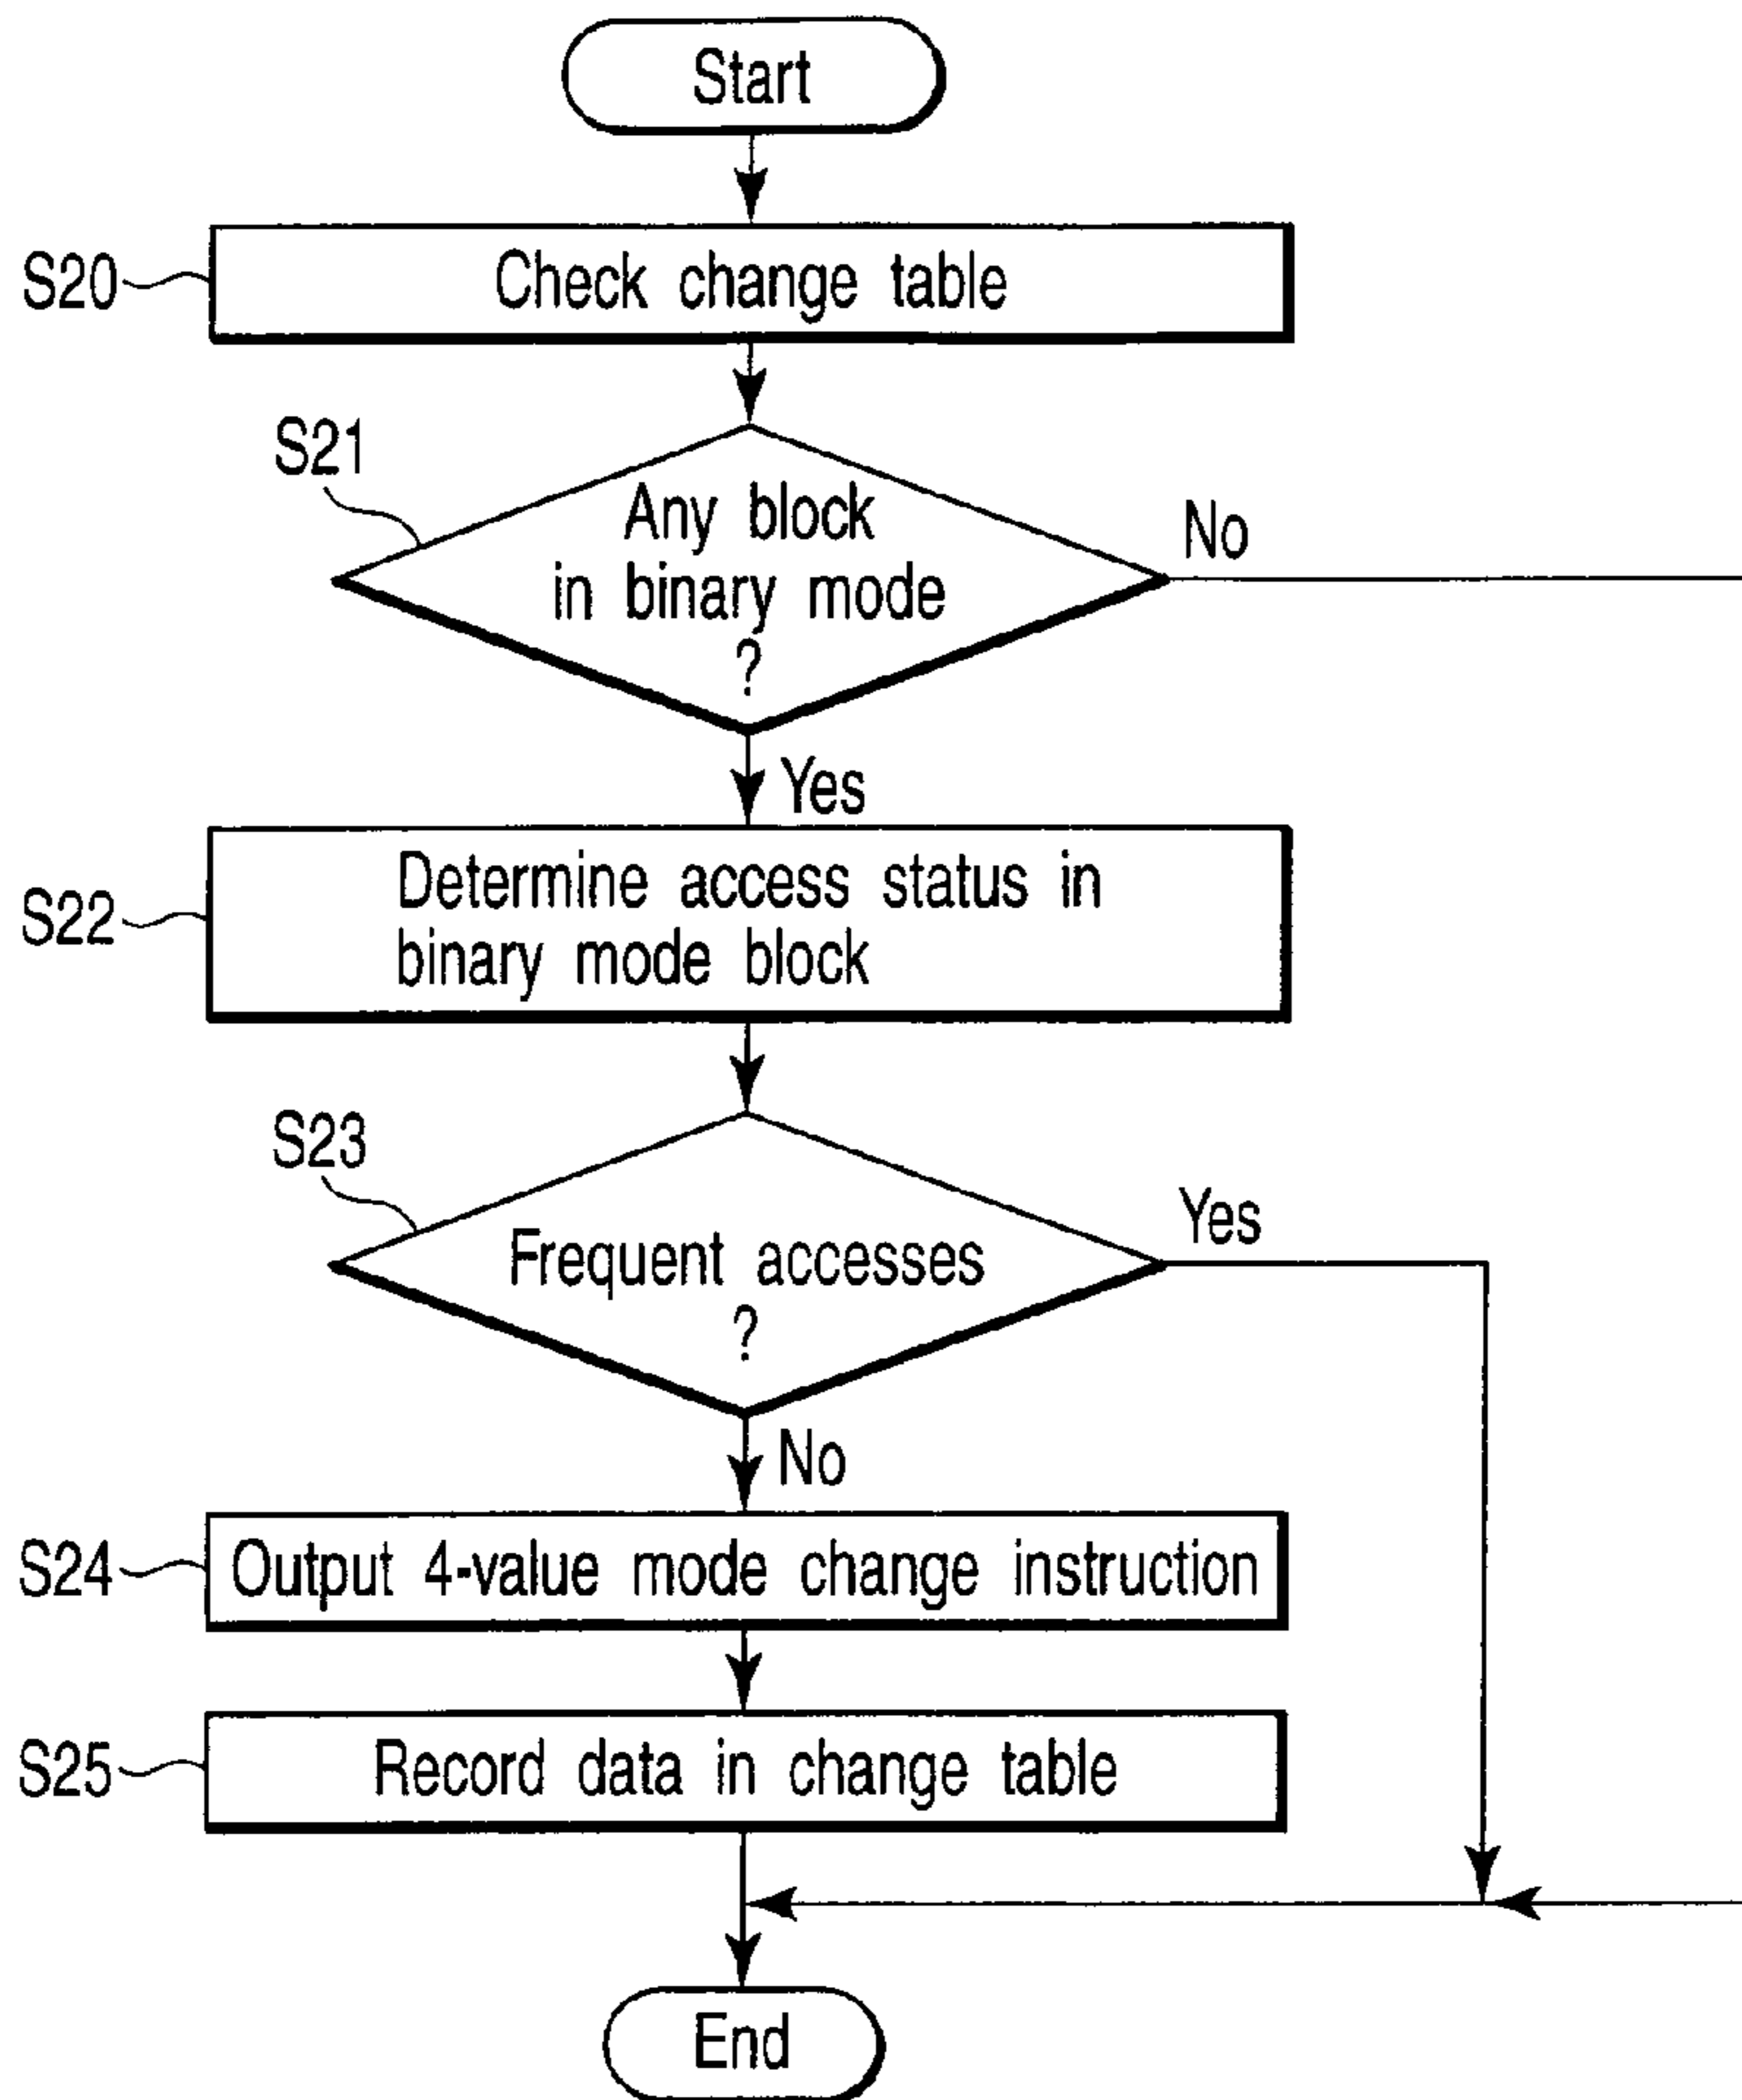 Start
S20
Check change table
S21
Any block
in binary mode
?
No
Yes
S22
Determine access status in
binary mode block
S23
Frequent accesses
?
Yes
No
S24
Output 4-value mode change instruction
S25
Record data in change table
End